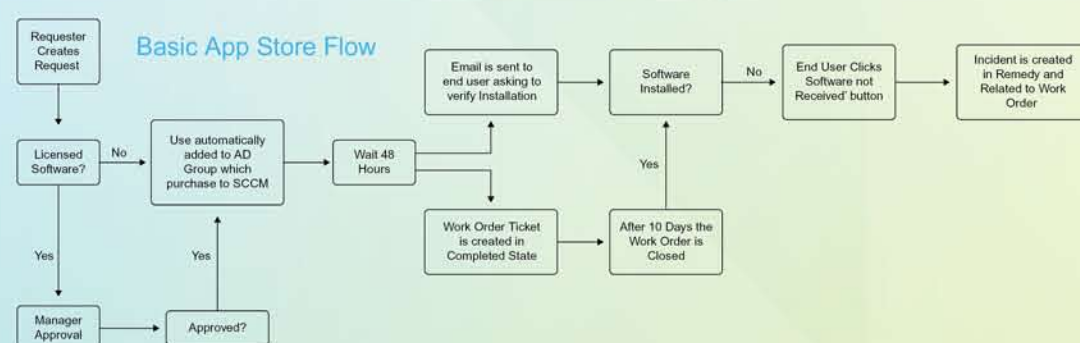 Basic App Store Flow
Requester
Creates
Request
Licensed
Software?
No
Yes
Manager
Approval
Approved?
Yes
Use automatically
added to AD
Group which
purchase to SCCM
Wait 48
Hours
Email is sent to
end user asking to
verify Installation
Work Order Ticket
is created in
Completed State
After 10 Days the
Work Order is
Closed
Yes
Software
Installed?
No
End User Clicks
Software not
Received' button
Incident is created
in Remedy and
Related to Work
Order